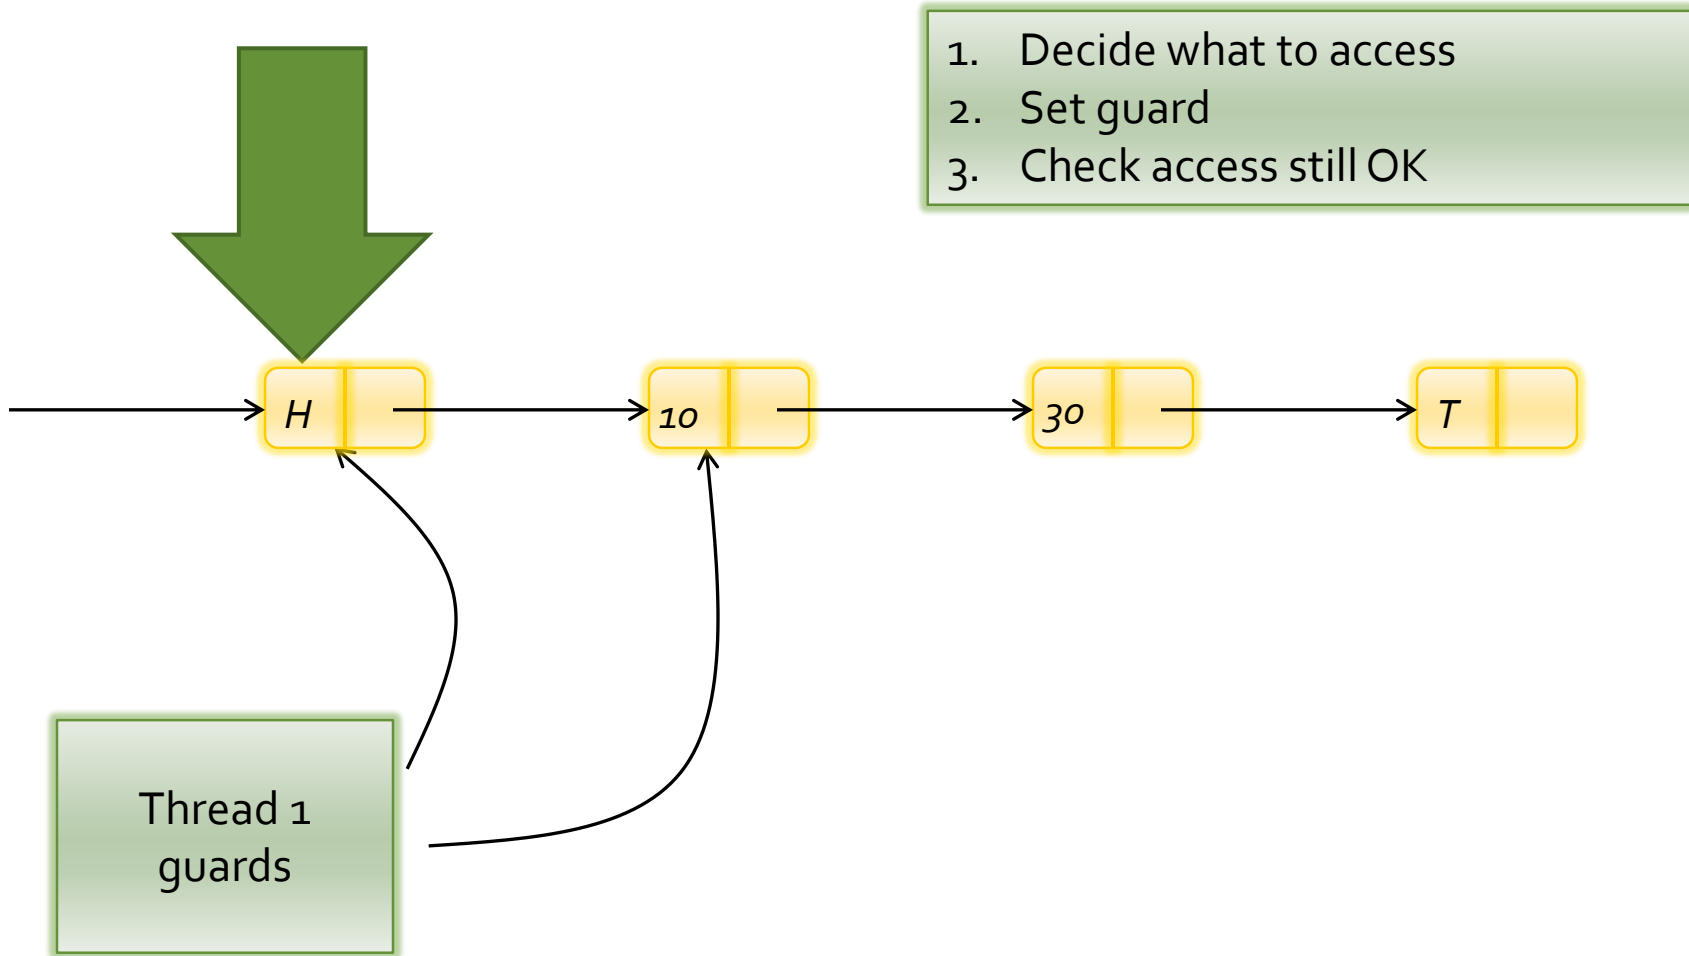 1. Decide what to access
2. Set guard
3. Check access still OK
H
10
30
T
Thread 1
guards